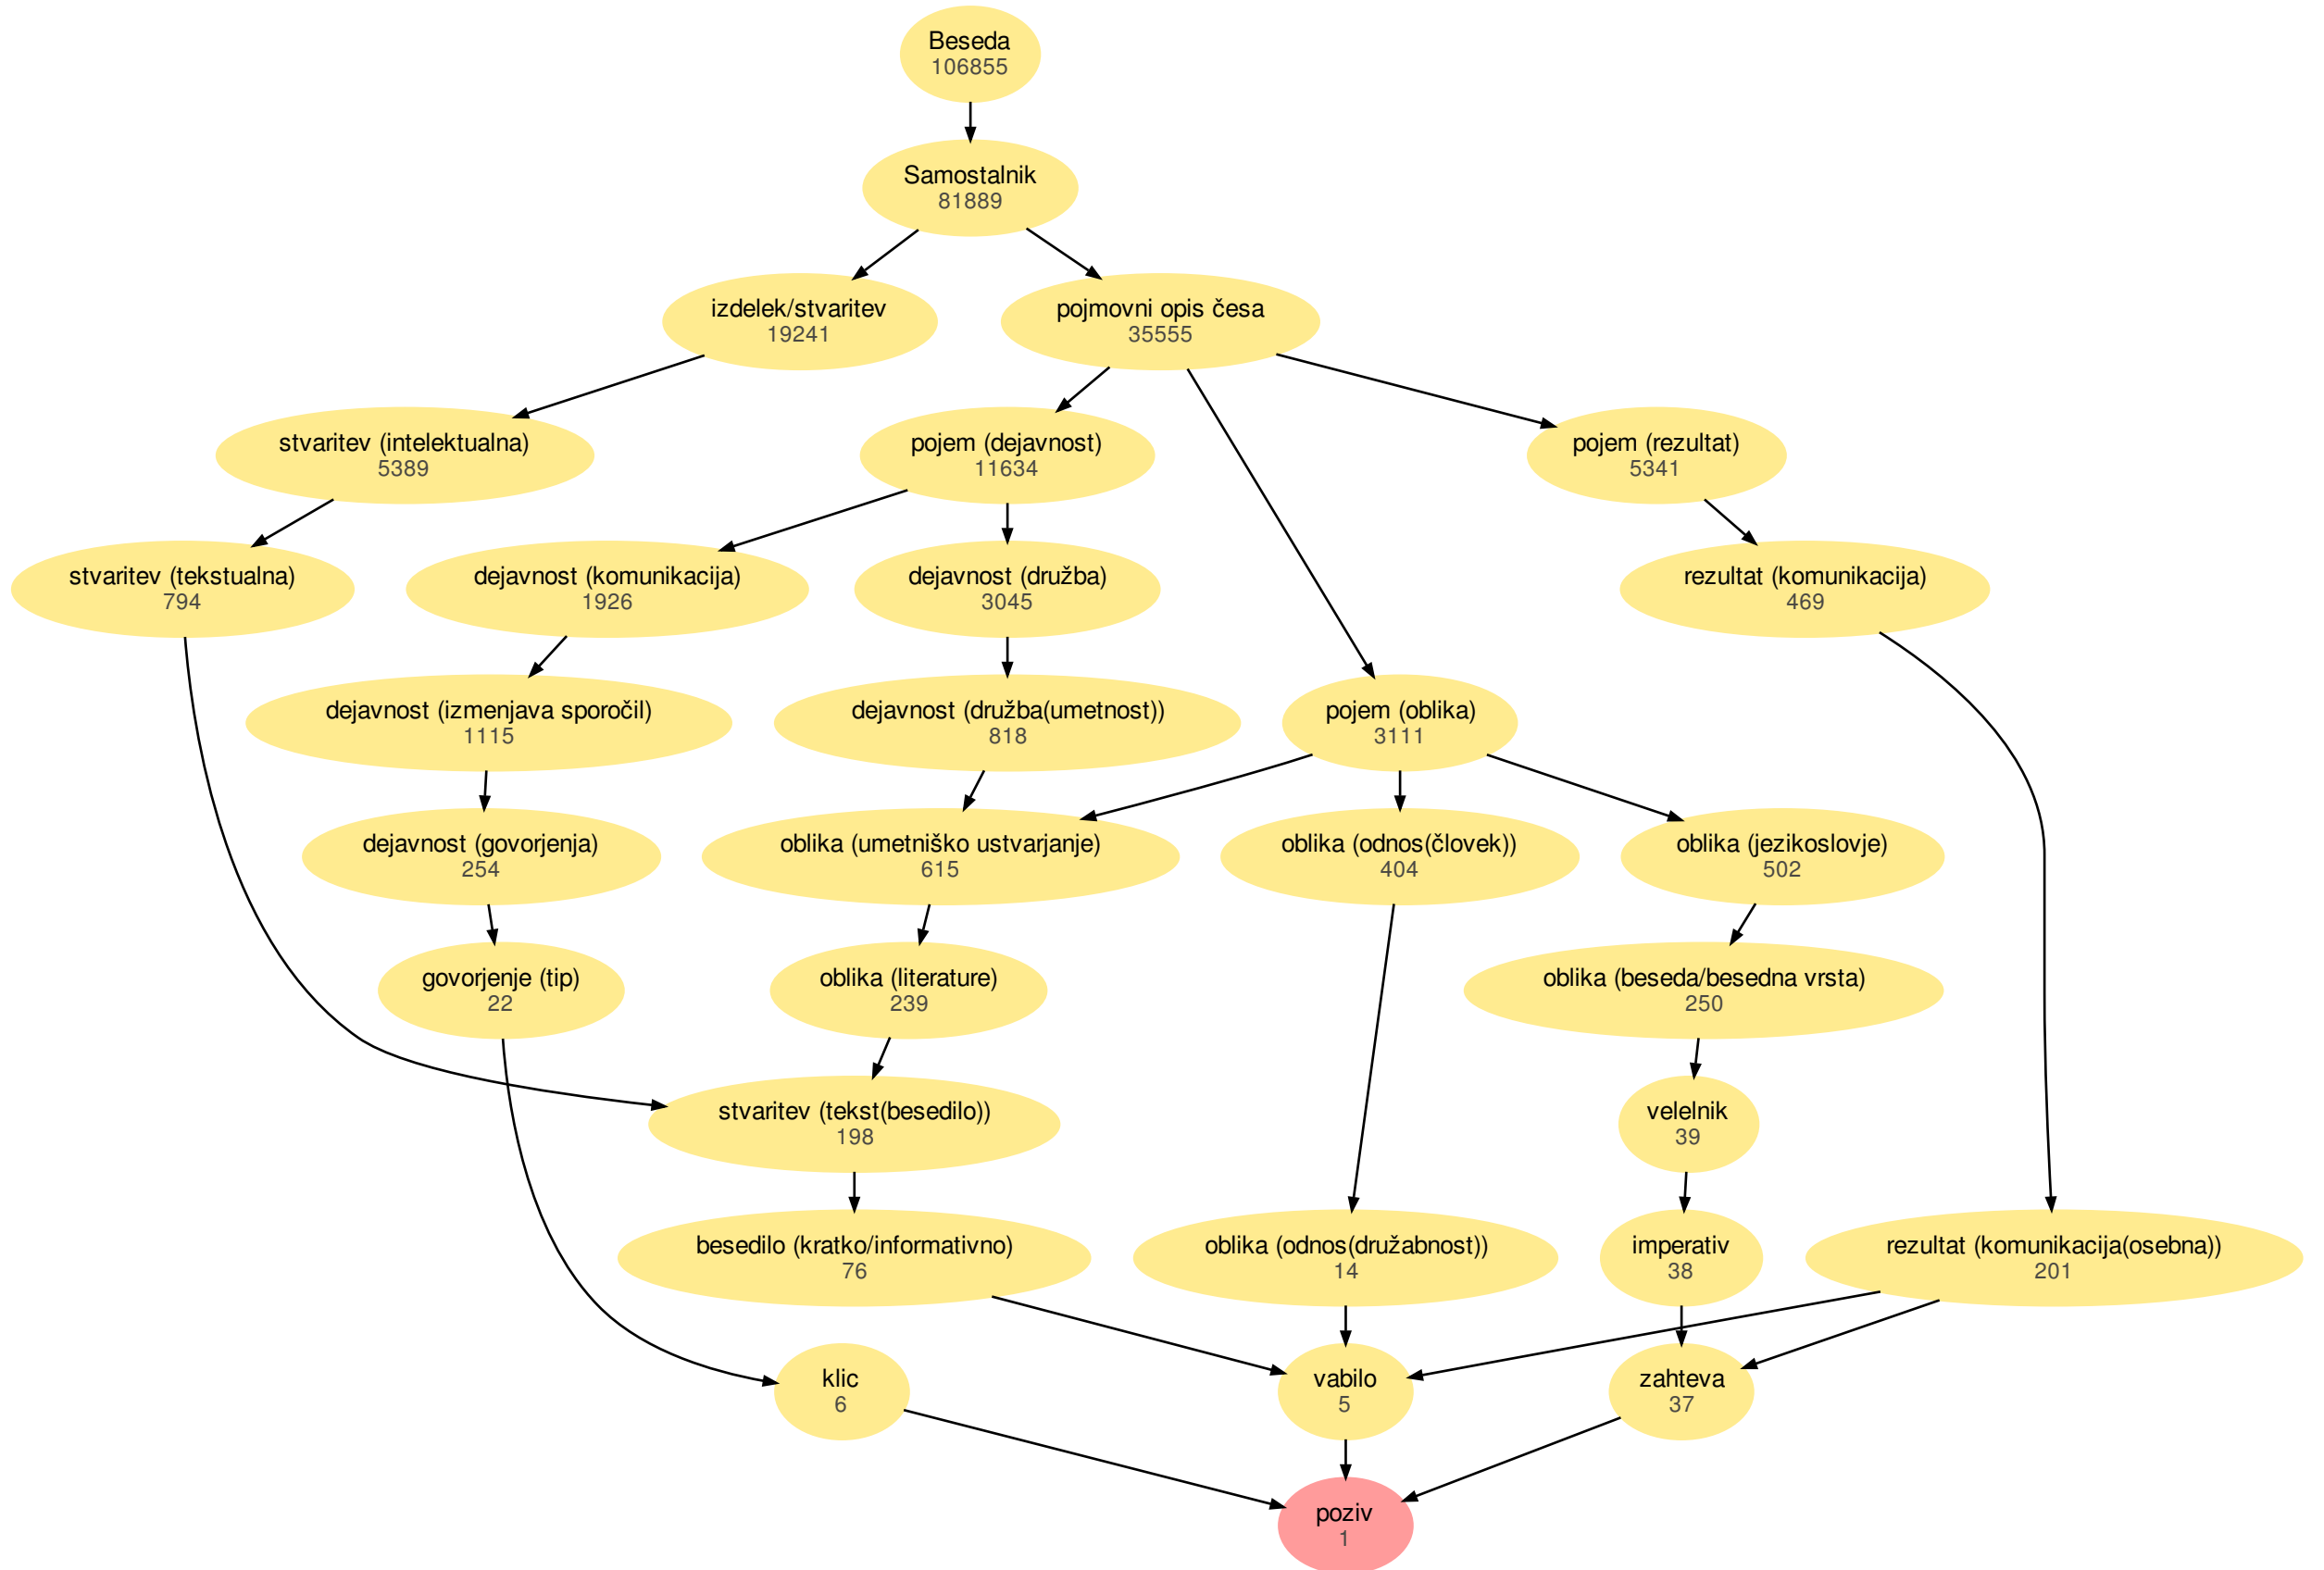 Beseda
106855
Samostalnik
81889
izdelek/stvaritev
19241
pojmovni opis česa
35555
stvaritev (intelektualna)
5389
pojem (dejavnost)
11634
pojem (rezultat)
5341
stvaritev (tekstualna)
794
dejavnost (komunikacija)
1926
dejavnost (družba)
3045
rezultat (komunikacija)
469
dejavnost (izmenjava sporočil)
1115
dejavnost (družba(umetnost))
818
pojem (oblika)
3111
dejavnost (govorjenja)
254
oblika (umetniško ustvarjanje)
615
oblika (odnos(človek))
404
oblika (jezikoslovje)
502
govorjenje (tip)
22
oblika (literature)
239
oblika (beseda/besedna vrsta)
250
stvaritev (tekst(besedilo))
198
velelnik
39
besedilo (kratko/informativno)
76
oblika (odnos(družabnost))
14
imperativ
38
rezultat (komunikacija(osebna))
201
klic
6
vabilo
5
zahteva
37
poziv
1